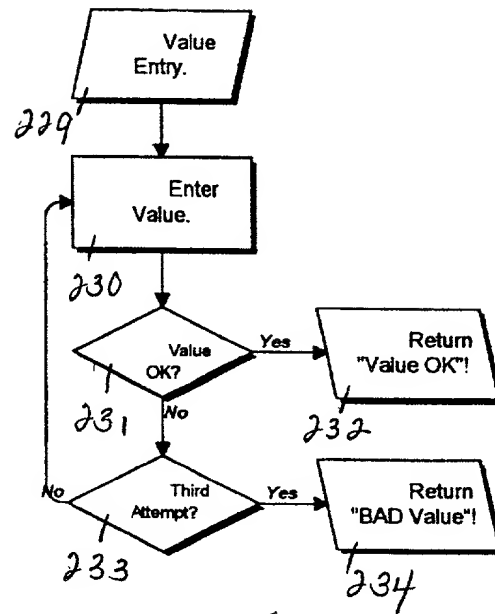 Value
Entry.
229
Enter
Value.
230
Value
OK?
Yes
231
No
Return
"Value OK"!
232
Third
Attempt?
No
Yes
233
Return
"BAD Value"!
234